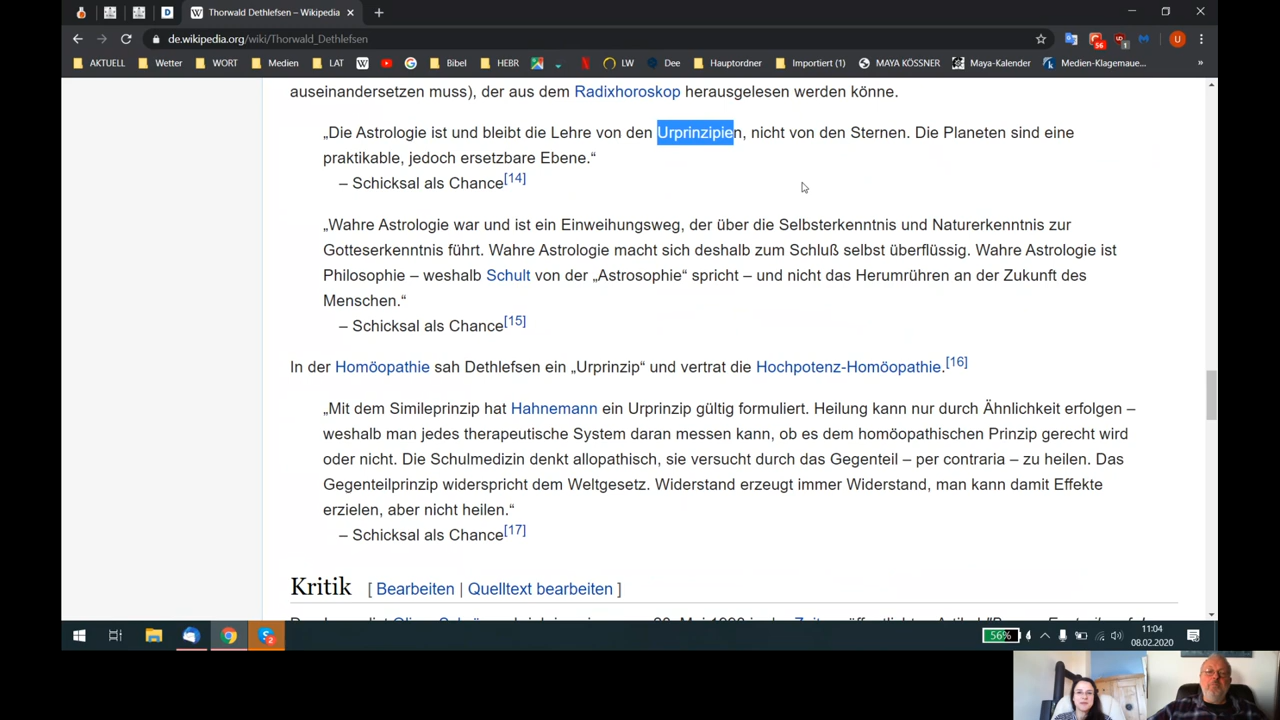 Thorwald Dethlefsen – Wikipedia
de.wikipedia.org/wiki/Thorwald_Dethlefsen
56 1 U
AKTUELL Wetter WORT Medien LAT Bibel HEBR LW Dee Hauptordner Importiert (1) MAYA KÖSSNER Maya-Kalender Medien-Klagemaue... »
auseinandersetzen muss), der aus dem Radixhoroskop herausgelesen werden könne.
„Die Astrologie ist und bleibt die Lehre von den Urprinzipien, nicht von den Sternen. Die Planeten sind eine
praktikable, jedoch ersetzbare Ebene.“
– Schicksal als Chance[14]
„Wahre Astrologie war und ist ein Einweihungsweg, der über die Selbsterkenntnis und Naturerkenntnis zur
Gotteserkenntnis führt. Wahre Astrologie macht sich deshalb zum Schluß selbst überflüssig. Wahre Astrologie ist
Philosophie – weshalb Schult von der „Astrosophie“ spricht – und nicht das Herumrühren an der Zukunft des
Menschen.“
– Schicksal als Chance[15]
In der Homöopathie sah Dethlefsen ein „Urprinzip“ und vertrat die Hochpotenz-Homöopathie.[16]
„Mit dem Simileprinzip hat Hahnemann ein Urprinzip gültig formuliert. Heilung kann nur durch Ähnlichkeit erfolgen –
weshalb man jedes therapeutische System daran messen kann, ob es dem homöopathischen Prinzip gerecht wird
oder nicht. Die Schulmedizin denkt allopathisch, sie versucht durch das Gegenteil – per contraria – zu heilen. Das
Gegenteilprinzip widerspricht dem Weltgesetz. Widerstand erzeugt immer Widerstand, man kann damit Effekte
erzielen, aber nicht heilen.“
– Schicksal als Chance[17]
Kritik [ Bearbeiten | Quelltext bearbeiten ]
56% 11:04
08.02.2020